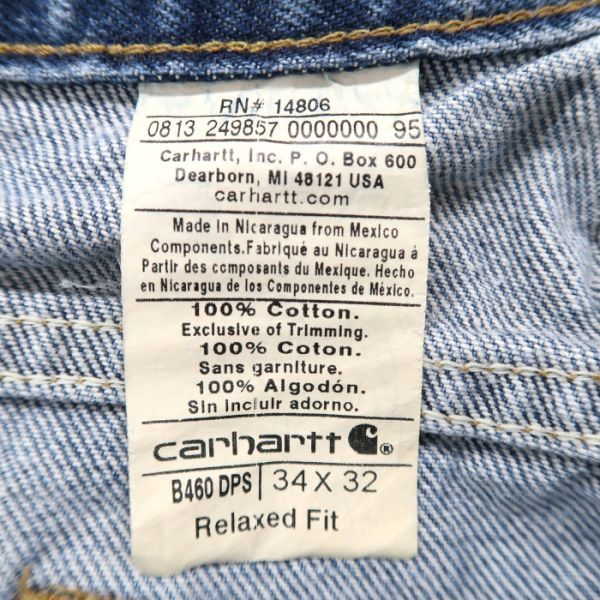 RN# 14806
0813 249857 0000000 95
Carhartt, Inc. P. O. Box 600
Dearborn, MI 48121 USA
carhartt.com
Made in Nicaragua from Mexico
Components.Fabriqué au Nicaragua á
Partir des composants du Mexique. Hecho
en Nicaragua de los Componentes de México.
100% Cotton.
Exclusive of Trimming.
100% Coton.
Sans garniture.
100% Algodón.
Sin incluir adorno.
carhartt ®
B460 DPS 34 X 32
Relaxed Fit